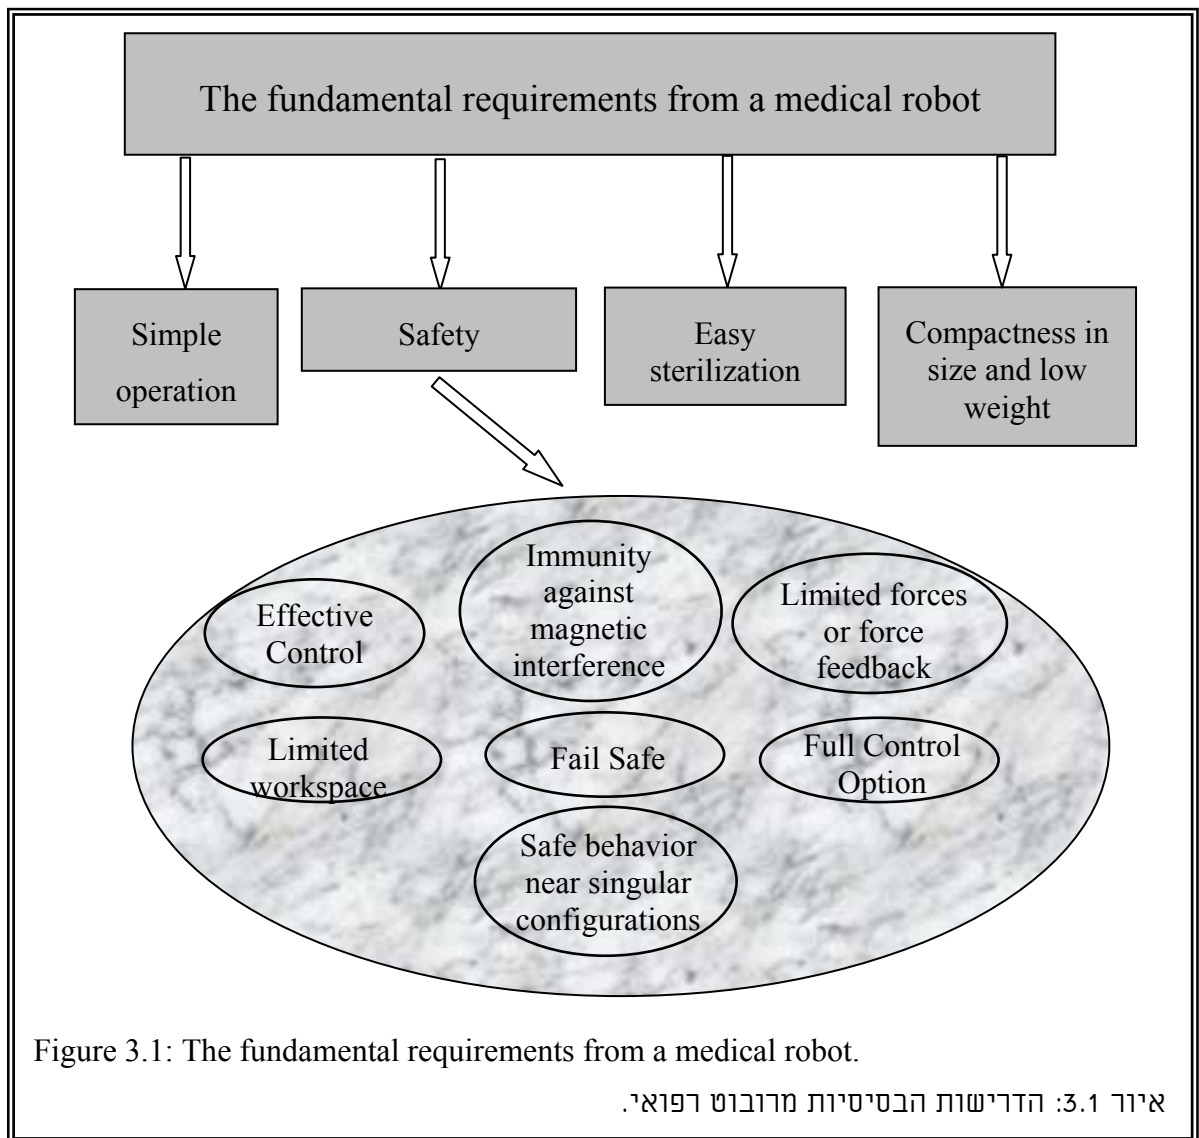 The fundamental requirements from a medical robot
Simple
operation
Safety
Easy
sterilization
Compactness in
size and low
weight
Effective
Control
Immunity
against
magnetic
interference
Limited forces
or force
feedback
Limited
workspace
Fail Safe
Full Control
Option
Safe behavior
near singular
configurations
Figure 3.1: The fundamental requirements from a medical robot.
איור 3.1: הדרישות הבסיסיות מרובוט רפואי.